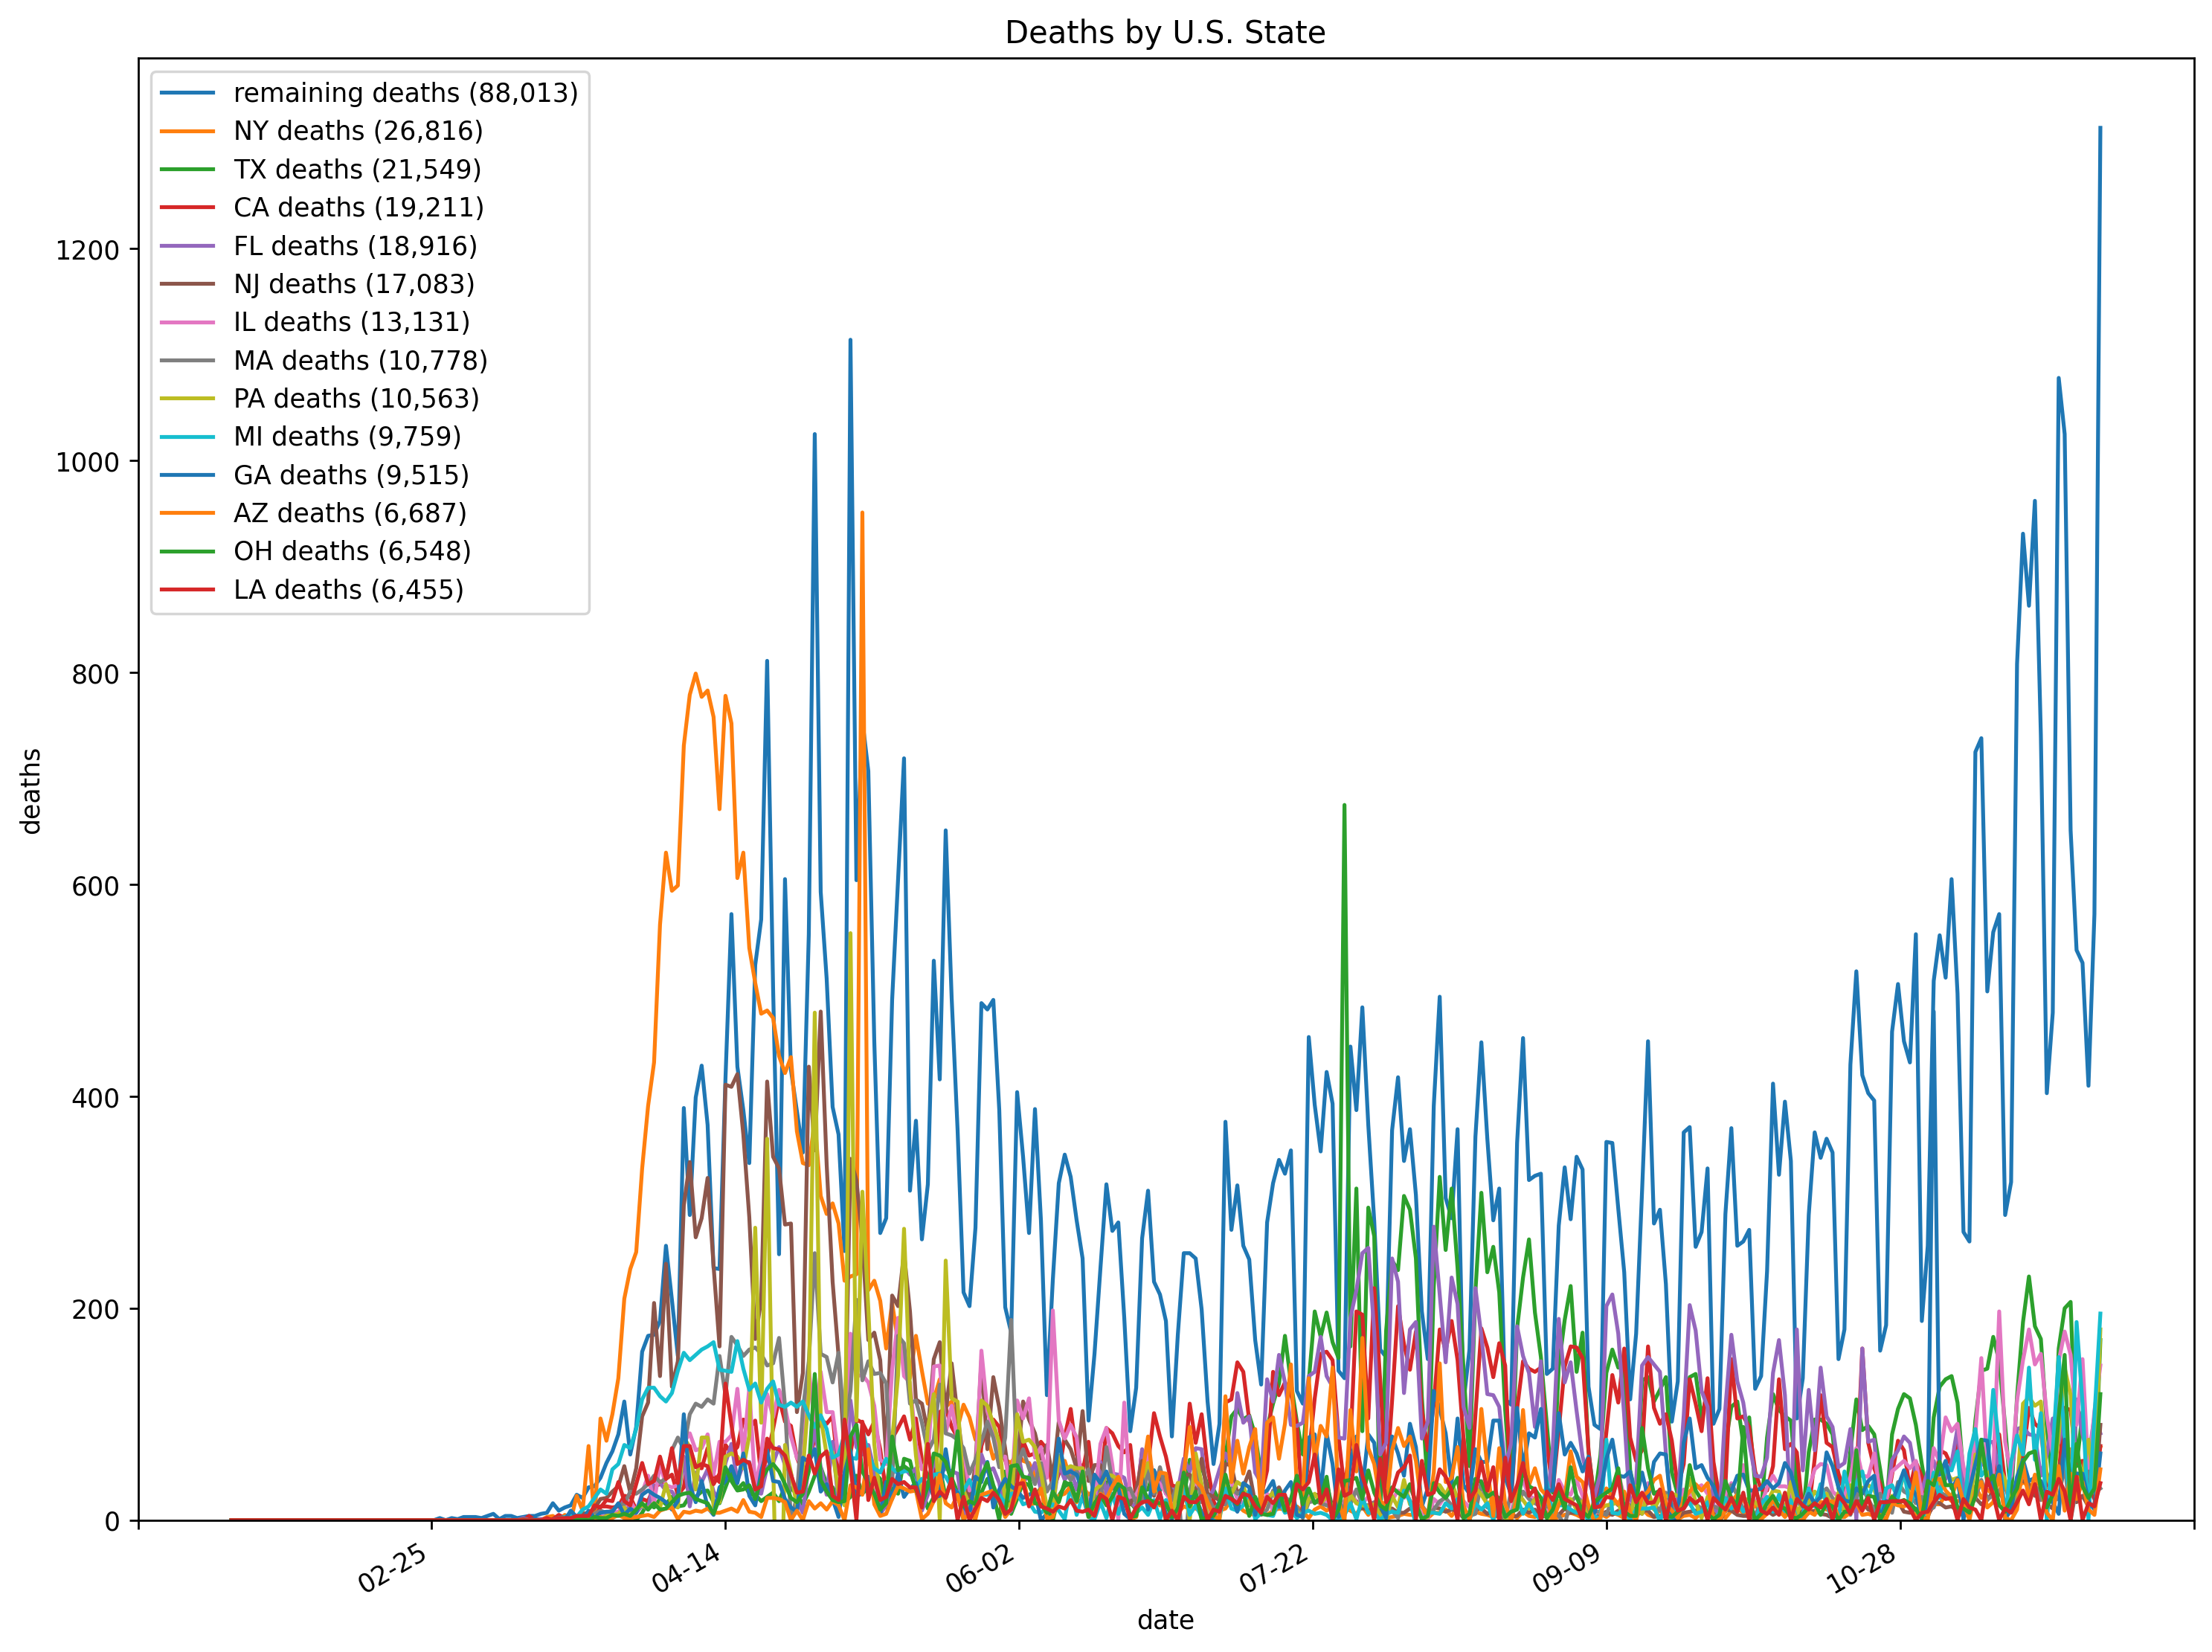 Deaths by U.S. State
remaining deaths (88,013)
NY deaths (26,816)
TX deaths (21,549)
CA deaths (19,211)
FL deaths (18,916)
NJ deaths (17,083)
IL deaths (13,131)
MA deaths (10,778)
PA deaths (10,563)
MI deaths (9,759)
GA deaths (9,515)
AZ deaths (6,687)
OH deaths (6,548)
LA deaths (6,455)
1200
1000
800
600
400
200
0
deaths
02-25
04-14
06-02
07-22
09-09
10-28
date